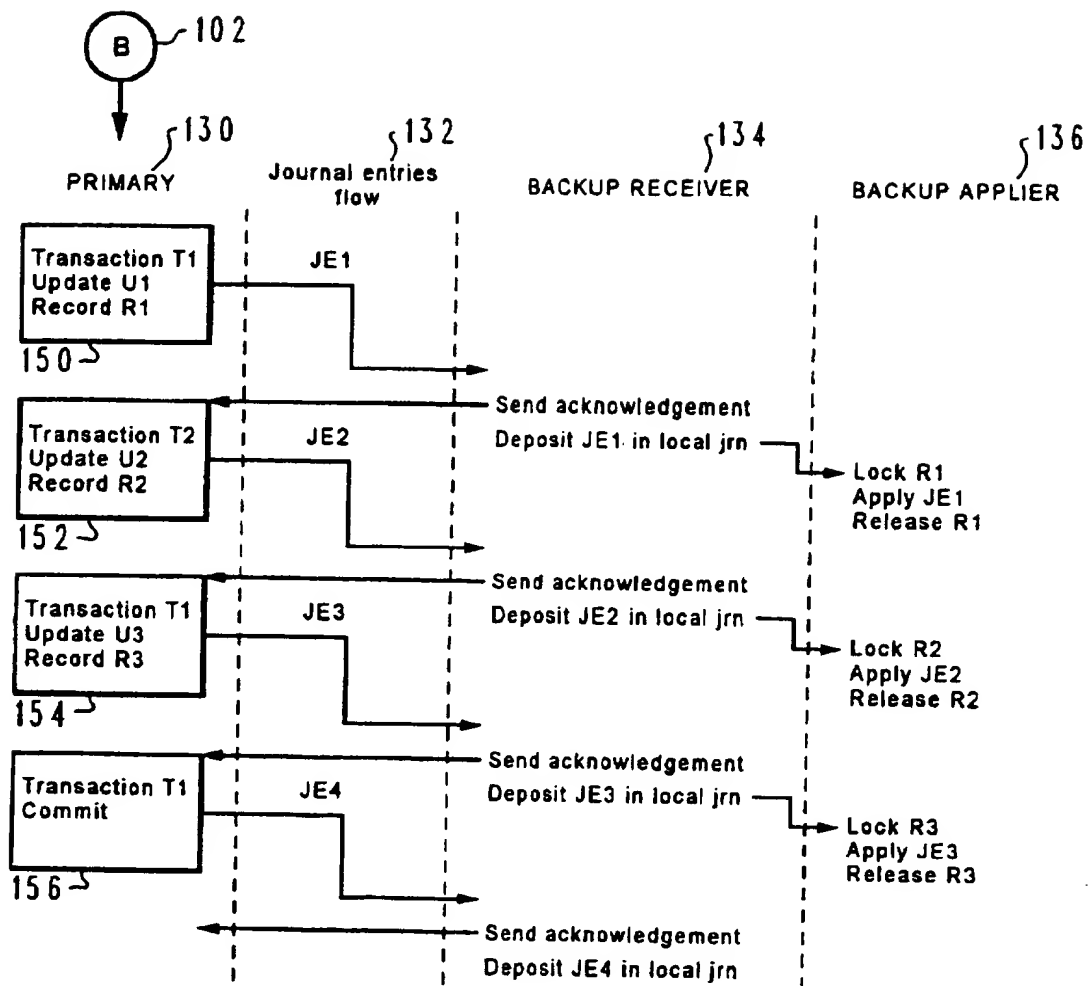 B
102
130
132
134
136
PRIMARY
Journal entries
flow
BACKUP RECEIVER
BACKUP APPLIER
Transaction T1
Update U1
Record R1
150
JE1
Send acknowledgement
Deposit JE1 in local jrn
Transaction T2
Update U2
Record R2
152
JE2
Lock R1
Apply JE1
Release R1
Send acknowledgement
Deposit JE2 in local jrn
Transaction T1
Update U3
Record R3
154
JE3
Lock R2
Apply JE2
Release R2
Send acknowledgement
Deposit JE3 in local jrn
Transaction T1
Commit
156
JE4
Lock R3
Apply JE3
Release R3
Send acknowledgement
Deposit JE4 in local jrn